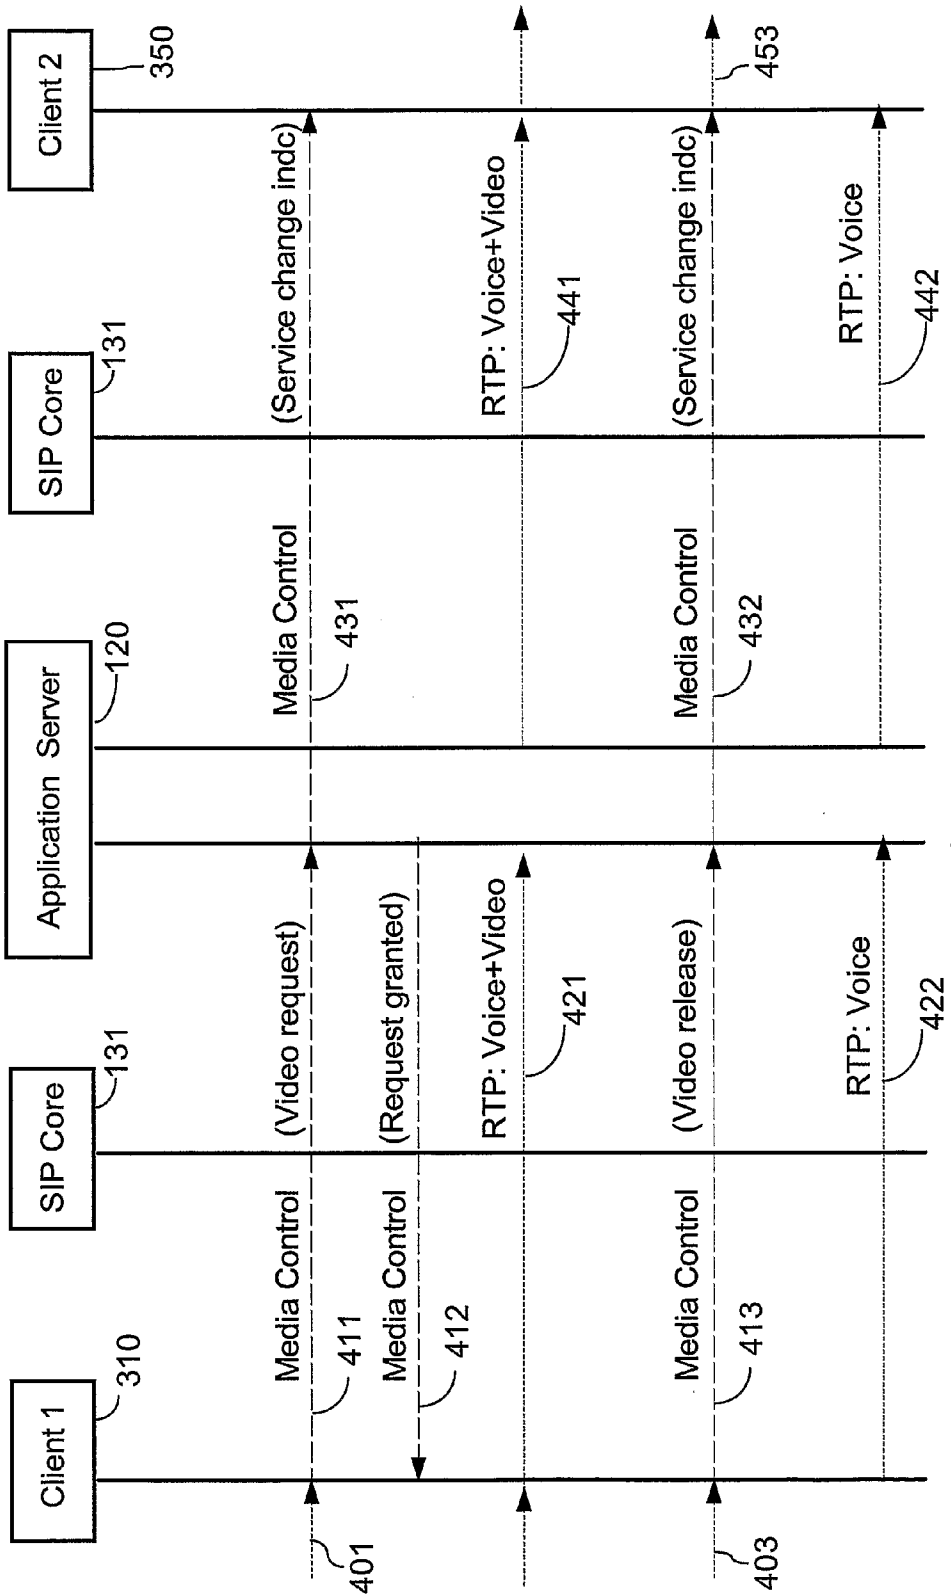 Client 1
310
SIP Core
131
Application Server
120
SIP Core
131
Client 2
350
401
Media Control
(Video request)
411
Media Control
(Service change indc)
431
Media Control
(Request granted)
412
RTP: Voice+Video
421
RTP: Voice+Video
441
403
Media Control
(Video release)
413
Media Control
(Service change indc)
432
453
RTP: Voice
422
RTP: Voice
442